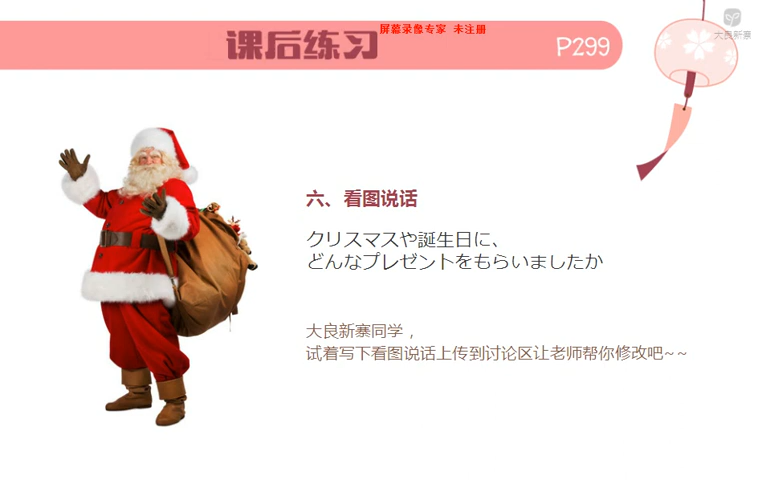 屏幕录像专家 未注册
课后练习
P299
大良新寨
六、看图说话
クリスマスや誕生日に、
どんなプレゼントをもらいましたか
大良新寨同学，
试着写下看图说话上传到讨论区让老师帮你修改吧~~